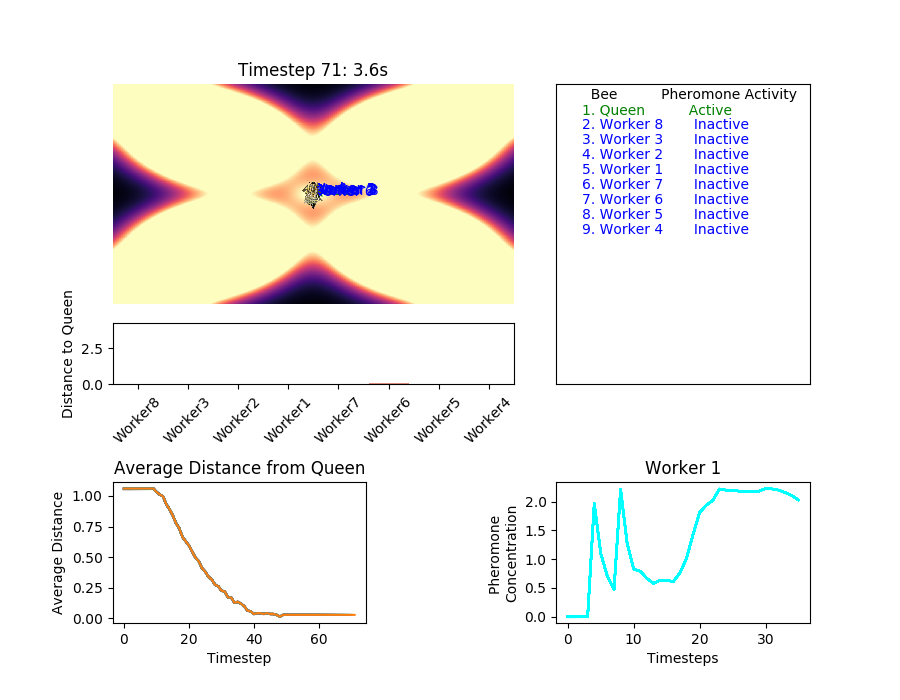 Timestep 71: 3.6s
Worker 3
Bee Pheromone Activity
1. Queen Active
2. Worker 8 Inactive
3. Worker 3 Inactive
4. Worker 2 Inactive
5. Worker 1 Inactive
6. Worker 7 Inactive
7. Worker 6 Inactive
8. Worker 5 Inactive
9. Worker 4 Inactive
Distance to Queen
2.5
0.0
Worker8
Worker3
Worker2
Worker1
Worker7
Worker6
Worker5
Worker4
Average Distance from Queen
Average Distance
1.00
0.75
0.50
0.25
0.00
0 20 40 60
Timestep
Worker 1
Pheromone
Concentration
2.0
1.5
1.0
0.5
0.0
0 10 20 30
Timesteps